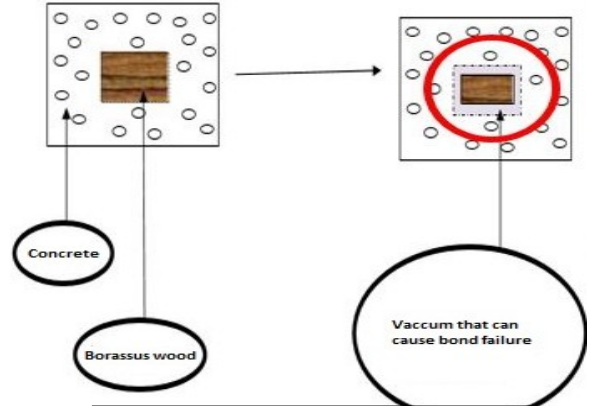 Concrete
Borassus wood
Vaccum that can
cause bond failure